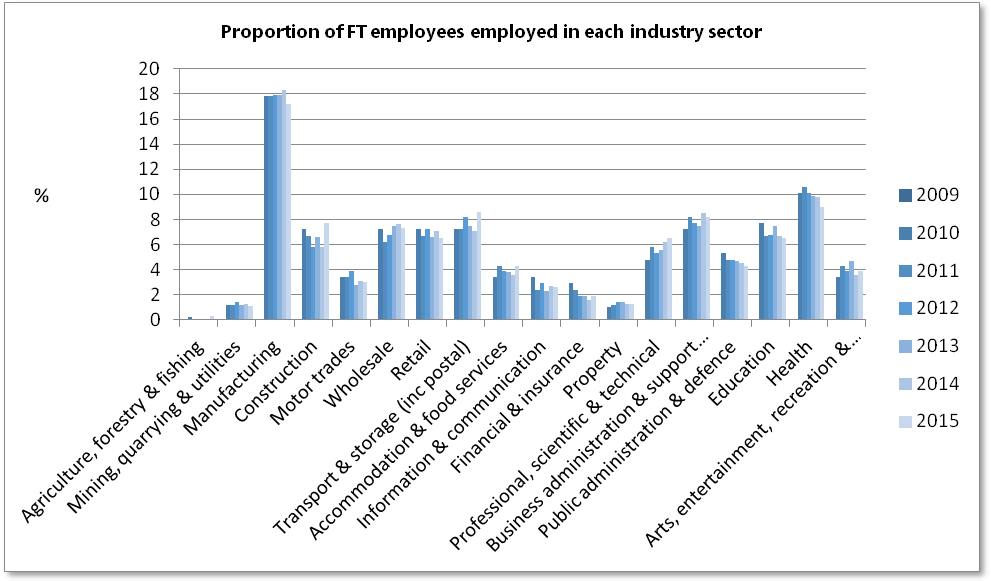 Proportion of FT employees employed in each industry sector
20
18
16
14
12
10
8
6
4
2
0
%
Agriculture, forestry & fishing
Mining, quarrying & utilities
Manufacturing
Construction
Motor trades
Wholesale
Retail
Transport & storage (inc postal)
Accommodation & food services
Information & communication
Financial & insurance
Property
Professional, scientific & technical
Business administration & support...
Public administration & defence
Education
Health
Arts, entertainment, recreation &...
2009
2010
2011
2012
2013
2014
2015